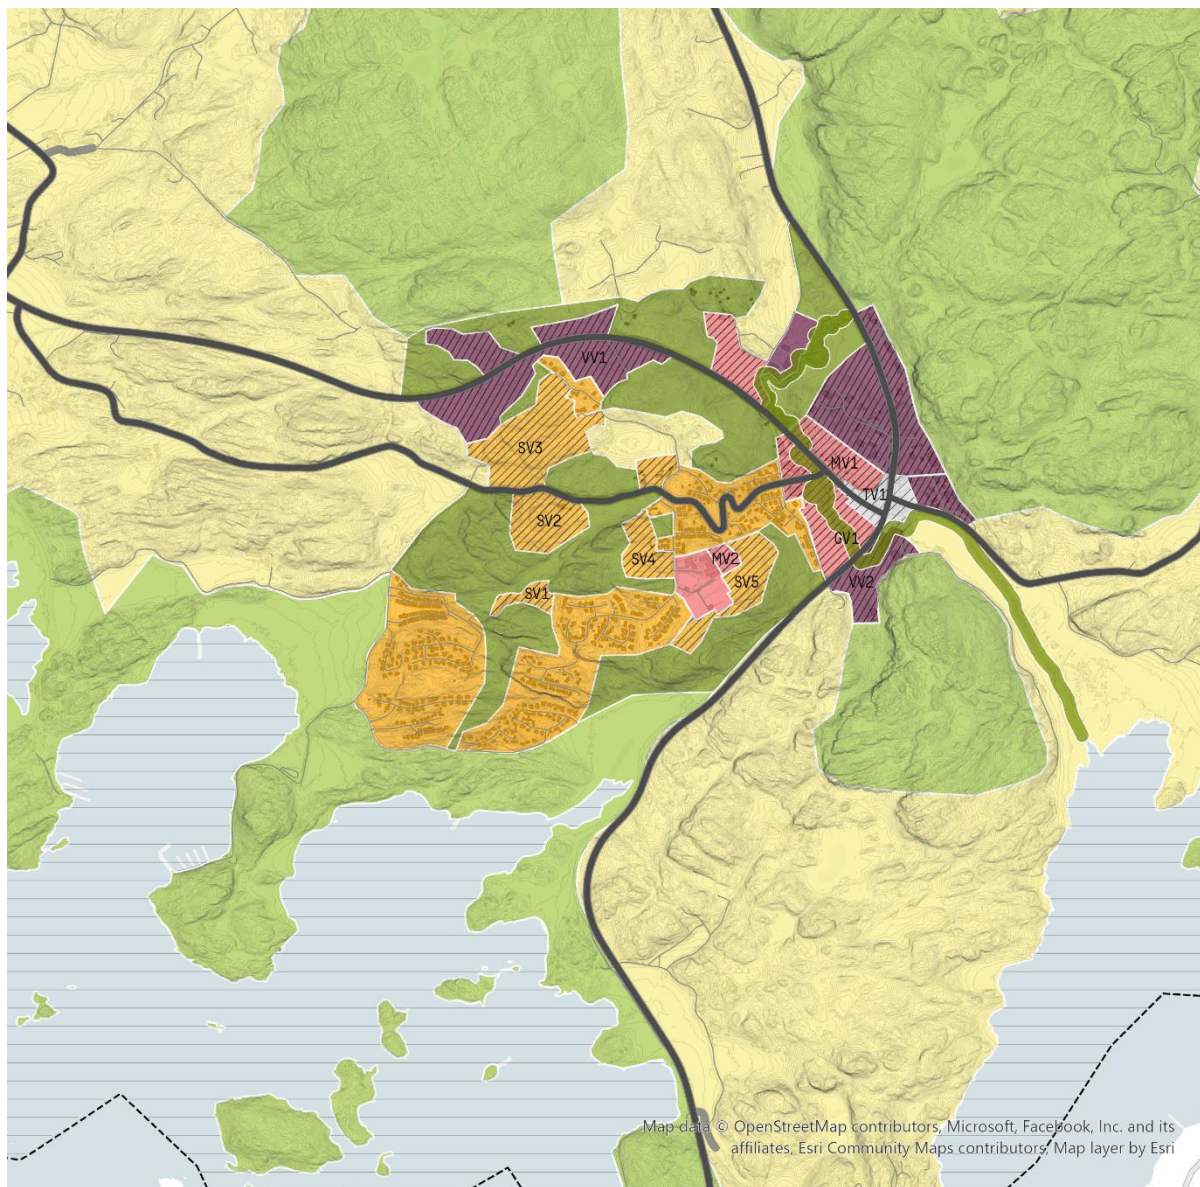 VV1
SV3
MV1
TV1
SV2
GV1
SV4
MV2
SV5
VV2
SV1
Map data © OpenStreetMap contributors, Microsoft, Facebook, Inc. and its
affiliates, Esri Community Maps contributors, Map layer by Esri